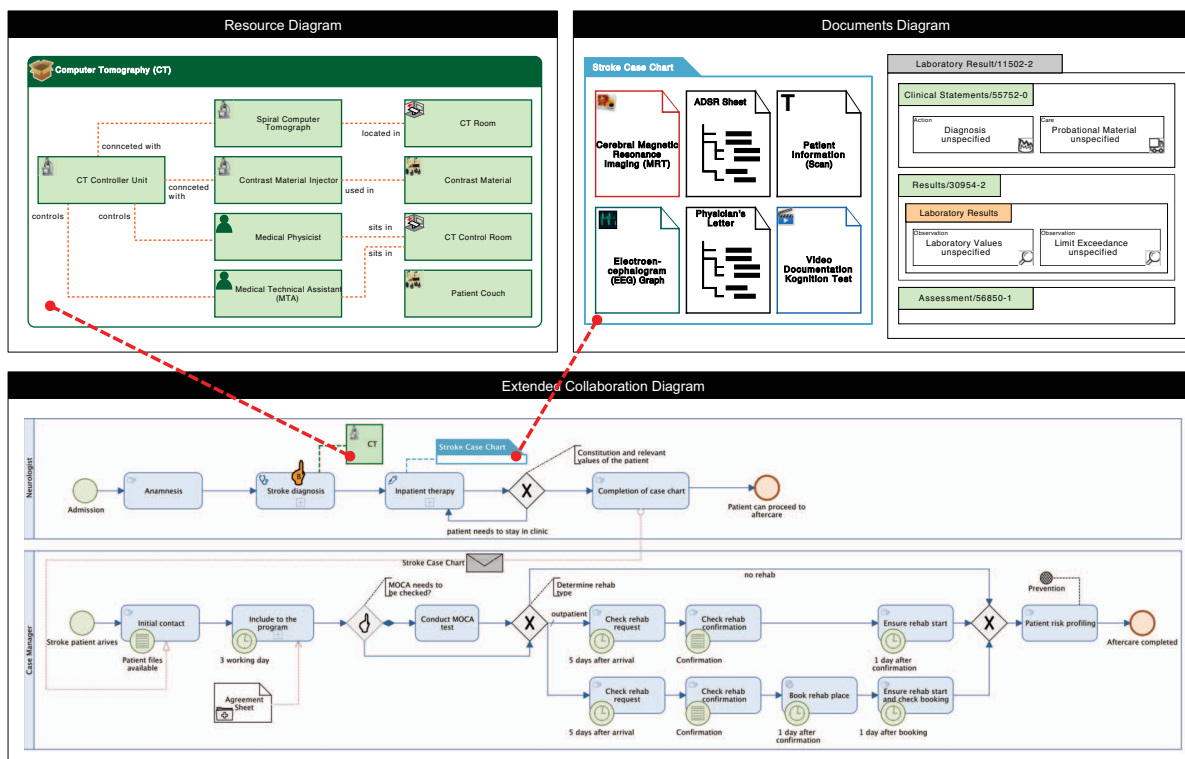 Resource Diagram
Computer Tomography (CT)
Spiral Computer
Tomograph
located in
CT Room
connceted with
CT Controller Unit
connceted
with
Contrast Material Injector
used in
Contrast Material
controls
controls
Medical Physicist
sits in
CT Control Room
sits in
Medical Technical Assistant
(MTA)
Patient Couch
Documents Diagram
Stroke Case Chart
Cerebral Magnetic
Resonance
Imaging (MRT)
ADSR Sheet
T
Patient
Information
(Scan)
Electroen-
cephalogram
(EEG) Graph
Physician's
Letter
Video
Documentation
Kognition Test
Laboratory Result/11502-2
Clinical Statements/55752-0
Action
Diagnosis
unspecified
Care
Probational Material
unspecified
Results/30954-2
Laboratory Results
Observation
Laboratory Values
unspecified
Observation
Limit Exceedance
unspecified
Assessment/56850-1
Extended Collaboration Diagram
Neurologist
Admission
Anamnesis
B
Stroke diagnosis
CT
Stroke Case Chart
Inpatient therapy
X
Constitution and relevant
values of the patient
patient needs to stay in clinic
Completion of case chart
Patient can proceed to
aftercare
Case Manager
Stroke Case Chart
Stroke patient arives
Initial contact
Patient files
available
Include to the
program
3 working day
Agreement
Sheet
MOCA needs to
be checked?
Conduct MOCA
test
X
Determine rehab
type
no rehab
outpatient
Check rehab
request
5 days after arrival
Check rehab
confirmation
Confirmation
Ensure rehab start
1 day after
confirmation
X
Prevention
Patient risk profiling
Aftercare completed
Check rehab
request
5 days after arrival
Check rehab
confirmation
Confirmation
Book rehab place
1 day after
confirmation
Ensure rehab start
and check booking
1 day after booking